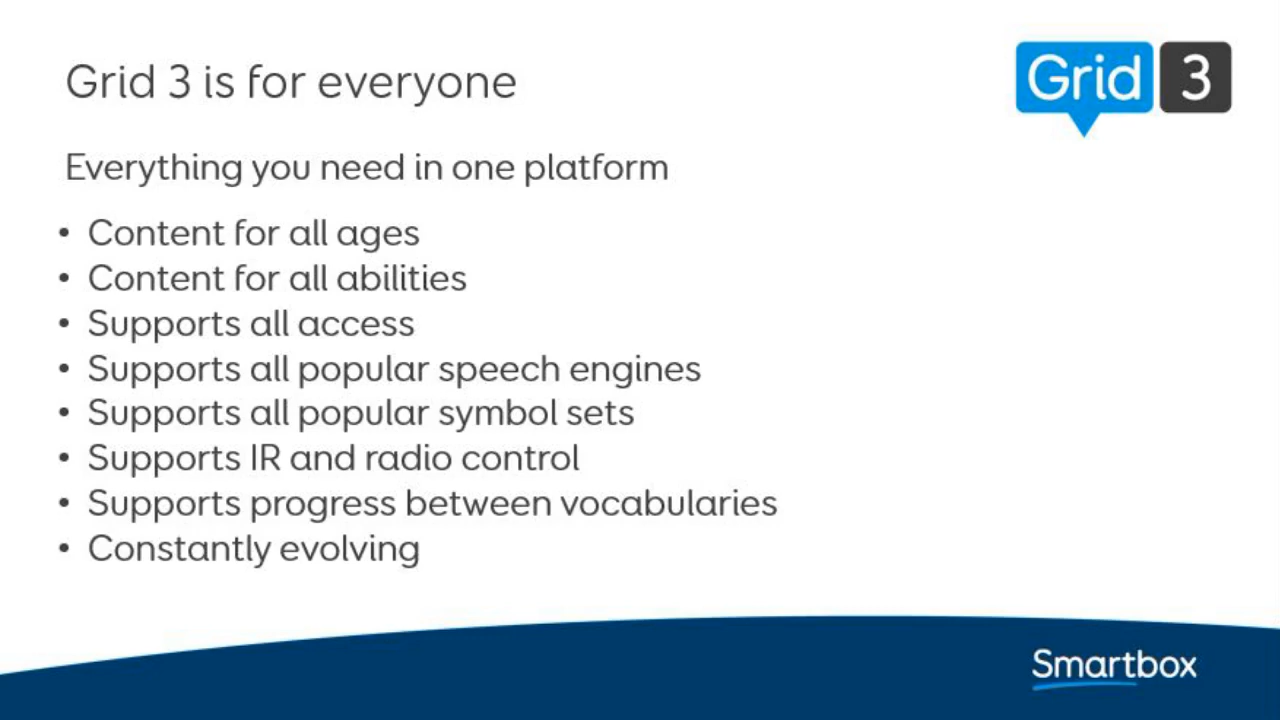 Grid 3 is for everyone
Grid 3
Everything you need in one platform
• Content for all ages
• Content for all abilities
• Supports all access
• Supports all popular speech engines
• Supports all popular symbol sets
• Supports IR and radio control
• Supports progress between vocabularies
• Constantly evolving
Smartbox